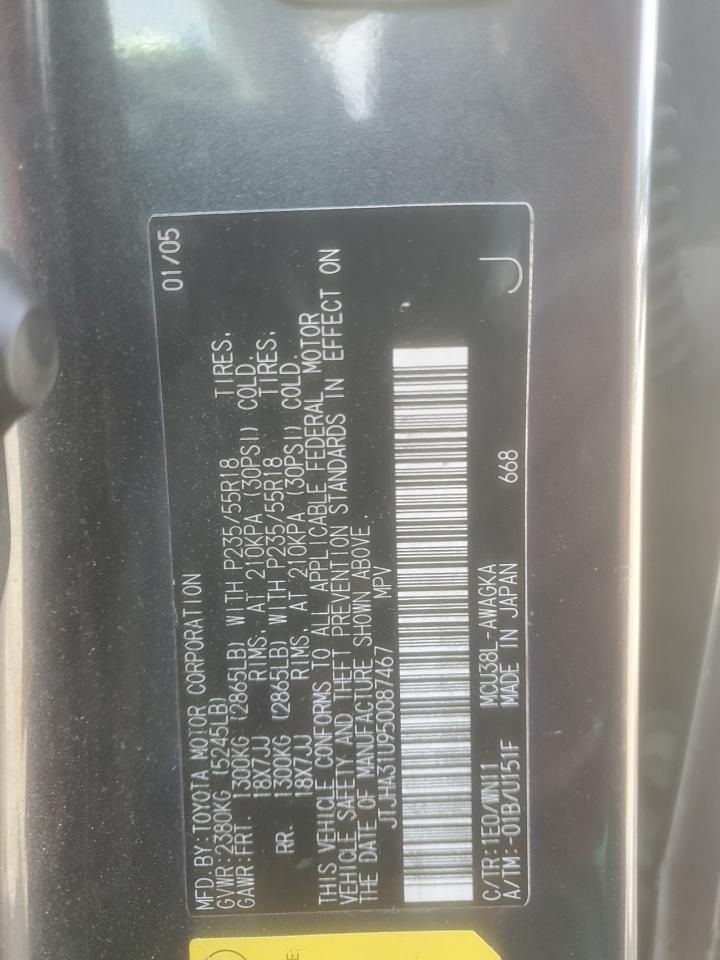 MFD. BY: TOYOTA MOTOR CORPORATION 01/05
GVWR: 2380KG (5245LB)
GAWR: FRT. 1300KG (2865LB) WITH P235/55R18 TIRES,
18X7JJ RIMS, AT 210KPA (30PSI) COLD.
RR. 1300KG (2865LB) WITH P235/55R18 TIRES,
18X7JJ RIMS, AT 210KPA (30PSI) COLD.
THIS VEHICLE CONFORMS TO ALL APPLICABLE FEDERAL MOTOR
VEHICLE SAFETY AND THEFT PREVENTION STANDARDS IN EFFECT ON
THE DATE OF MANUFACTURE SHOWN ABOVE.
JTJHA31U950087467 MPV
C/TR: 1E0/WN11 MCU38L-AWAGKA
A/TM: -01B/U151F MADE IN JAPAN 668
J